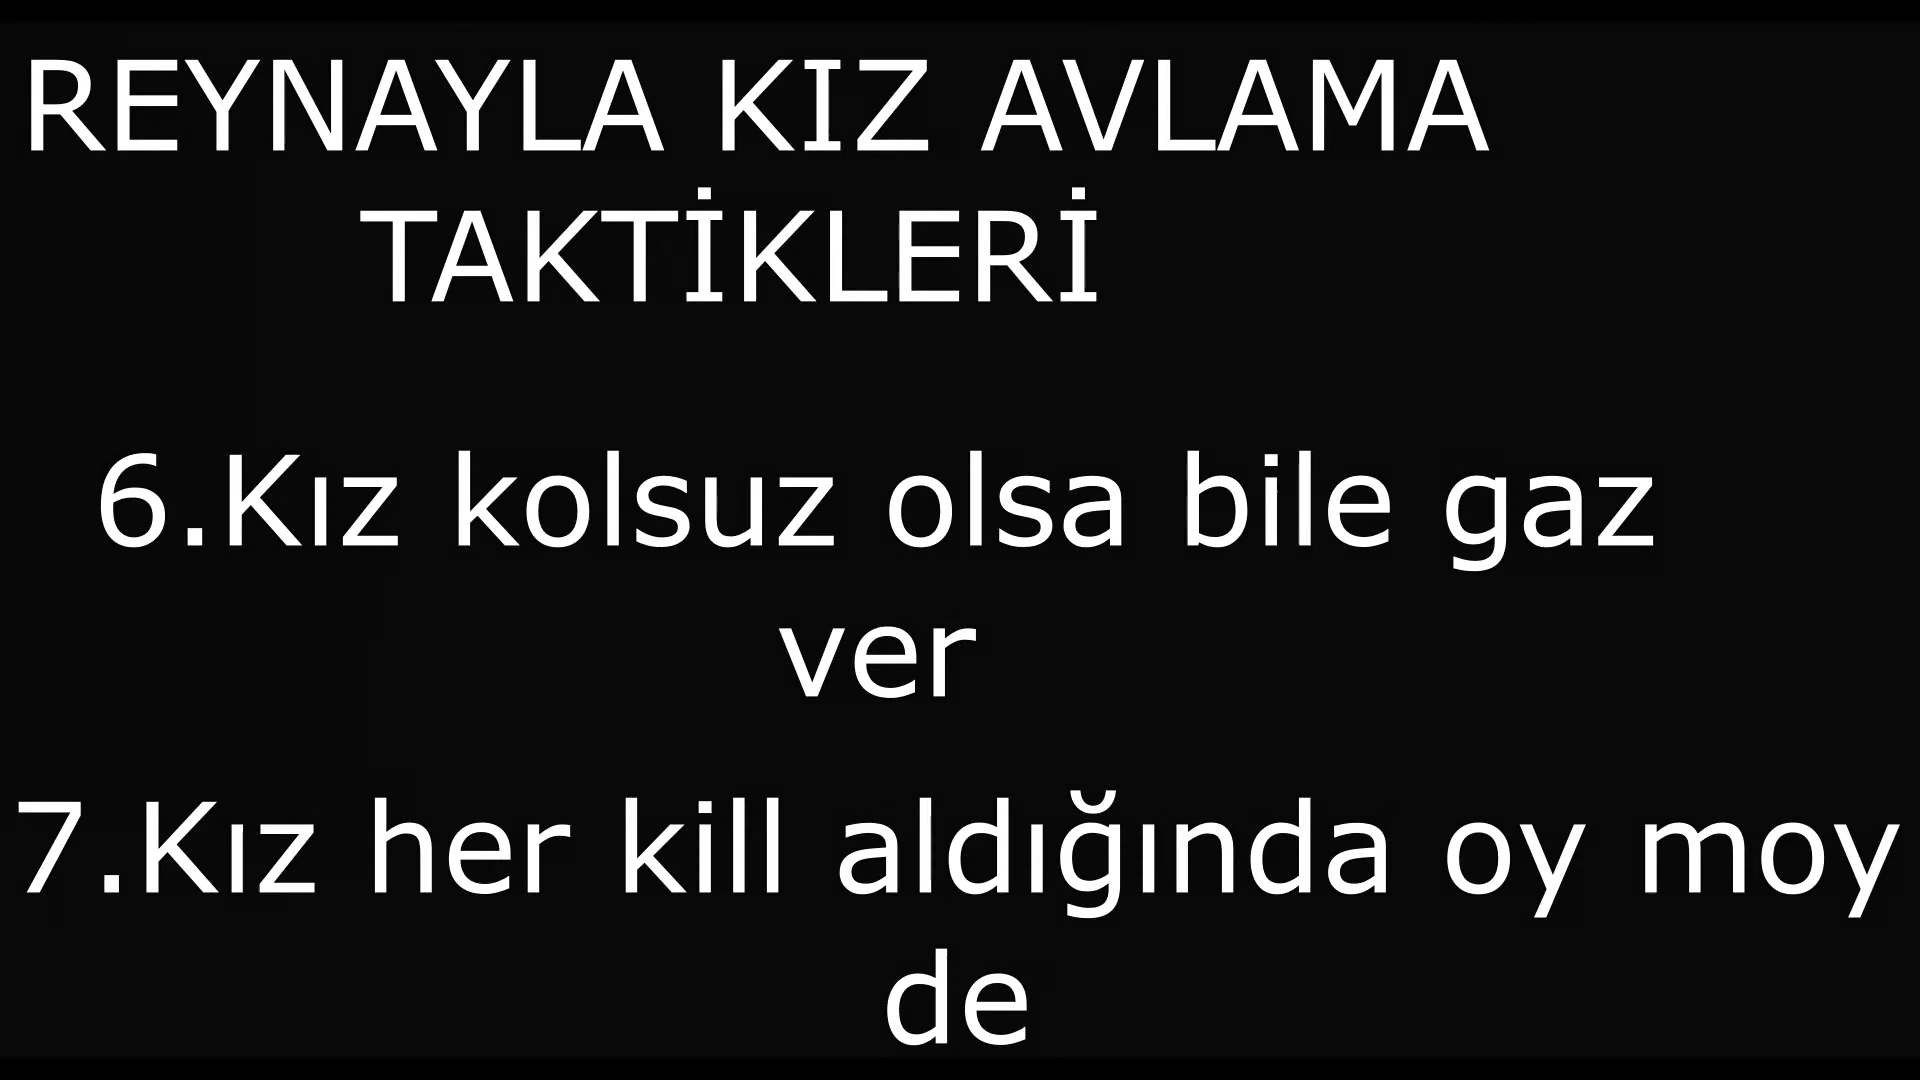 REYNAYLA KIZ AVLAMA
TAKTİKLERİ
6.Kız kolsuz olsa bile gaz
ver
7.Kız her kill aldığında oy moy
de